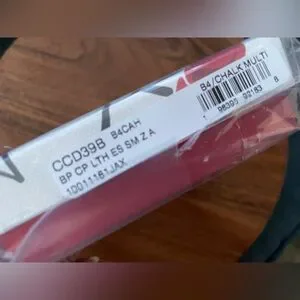 CCD39B B4CAH
BP CP LTH ES SM Z A
10011161JAX
B4/CHALK MULTI